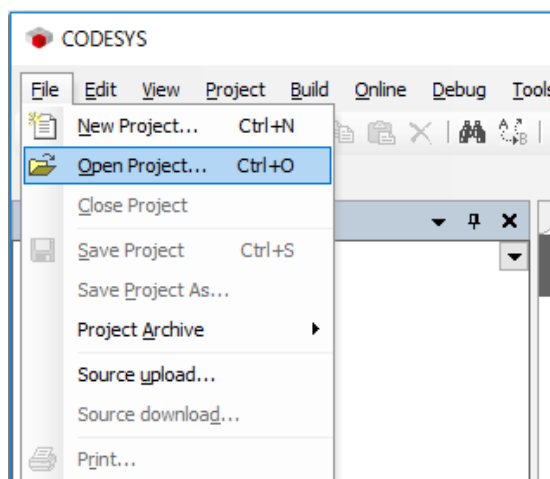 CODESYS
File Edit View Project Build Online Debug Tools
New Project... Ctrl+N
Open Project... Ctrl+O
Close Project
Save Project Ctrl+S
Save Project As...
Project Archive
Source upload...
Source download...
Print...